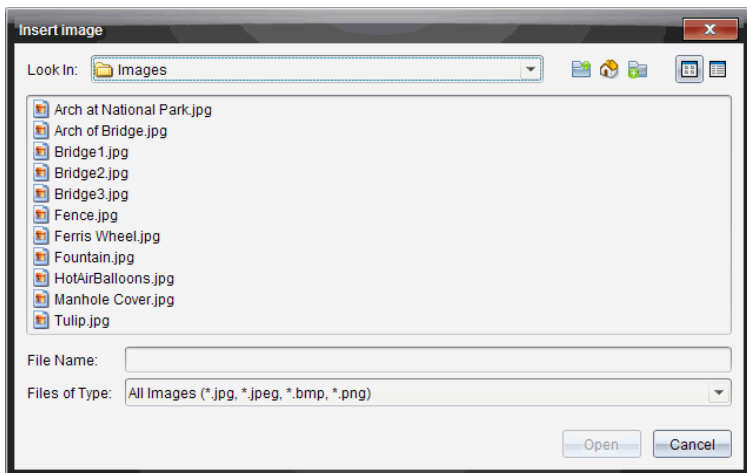 Insert image
Look In: Images
Arch at National Park.jpg
Arch of Bridge.jpg
Bridge1.jpg
Bridge2.jpg
Bridge3.jpg
Fence.jpg
Ferris Wheel.jpg
Fountain.jpg
HotAirBalloons.jpg
Manhole Cover.jpg
Tulip.jpg
File Name:
Files of Type: All Images (*.jpg, *.jpeg, *.bmp, *.png)
Open Cancel